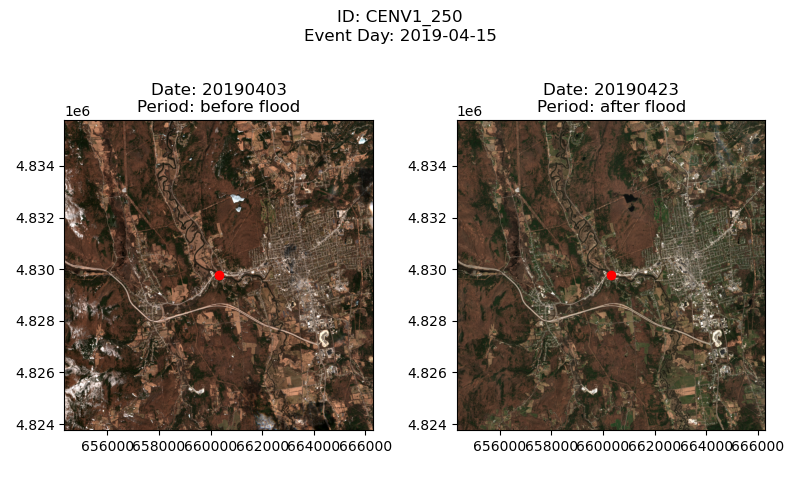 ID: CENV1_250
Event Day: 2019-04-15
Date: 20190403
Period: before flood
1e6
4.834
4.832
4.830
4.828
4.826
4.824
656000 658000 660000 662000 664000 666000
Date: 20190423
Period: after flood
1e6
4.834
4.832
4.830
4.828
4.826
4.824
656000 658000 660000 662000 664000 666000